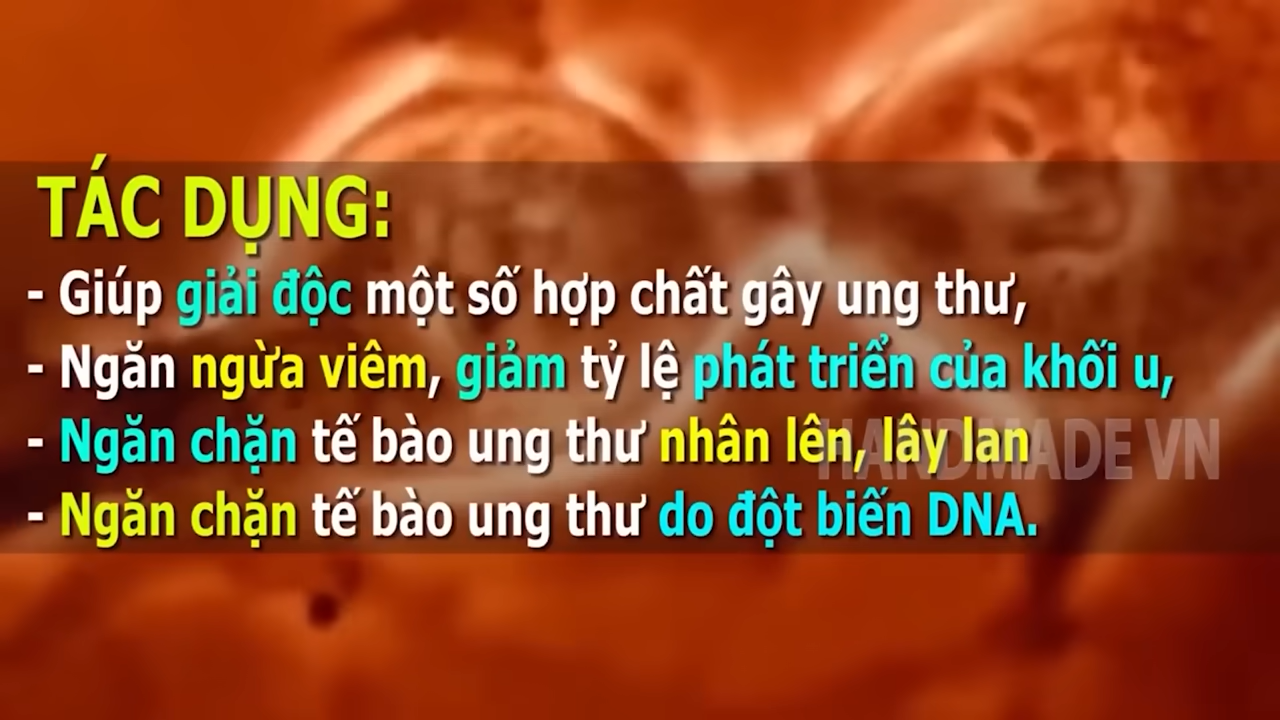 TÁC DỤNG:
- Giúp giải độc một số hợp chất gây ung thư,
- Ngăn ngừa viêm, giảm tỷ lệ phát triển của khối u,
- Ngăn chặn tế bào ung thư nhân lên, lây lan
HANDMADE VN
- Ngăn chặn tế bào ung thư do đột biến DNA.